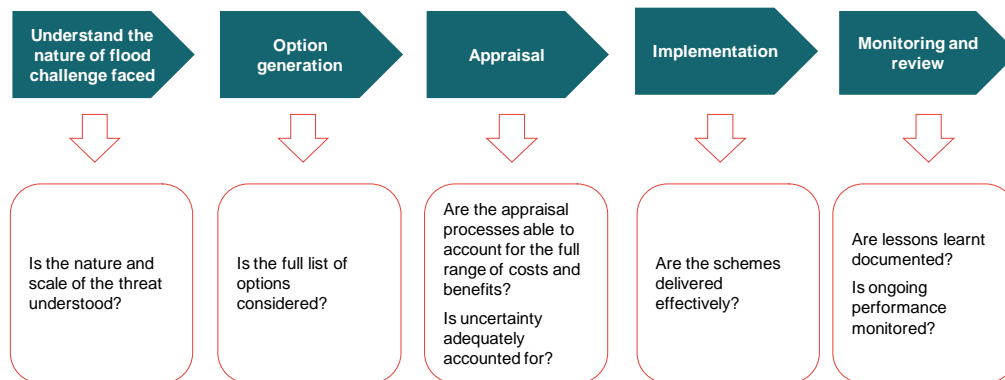 Understand the
nature of flood
challenge faced
Option
generation
Appraisal
Implementation
Monitoring and
review
Is the nature and
scale of the threat
understood?
Is the full list of
options
considered?
Are the appraisal
processes able to
account for the full
range of costs and
benefits?
Is uncertainty
adequately
accounted for?
Are the schemes
delivered
effectively?
Are lessons learnt
documented?
Is ongoing
performance
monitored?